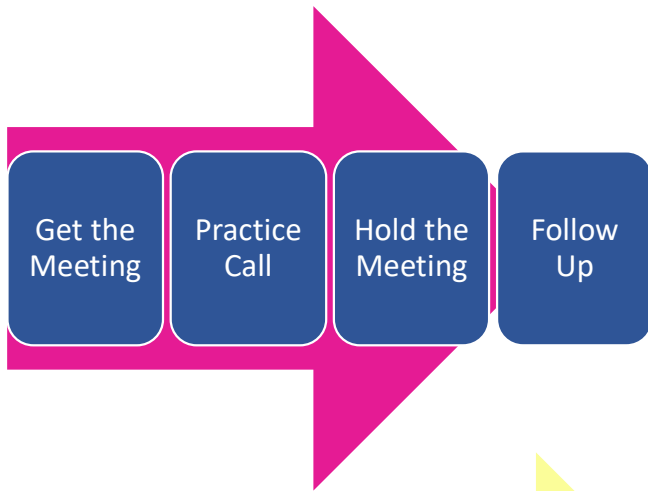 Get the
Meeting
Practice
Call
Hold the
Meeting
Follow
Up